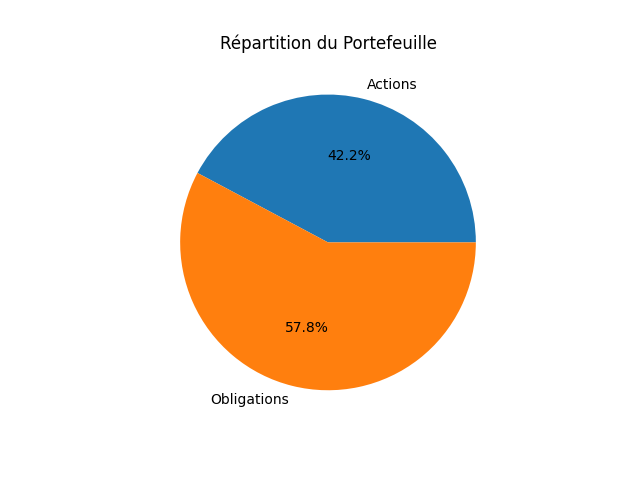 Répartition du Portefeuille
Actions
42.2%
57.8%
Obligations